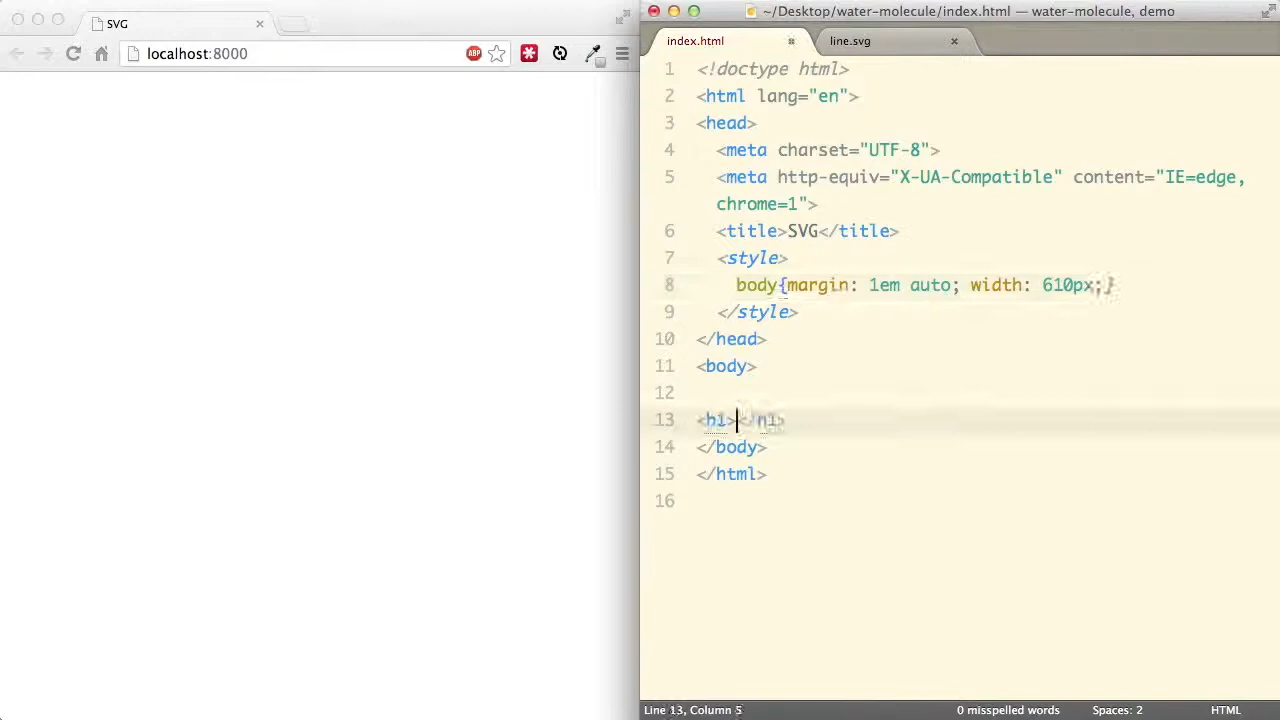 SVG
localhost:8000
ABP
~/Desktop/water-molecule/index.html — water-molecule, demo
index.html
line.svg
1 <!doctype html>
2 <html lang="en">
3 <head>
4 <meta charset="UTF-8">
5 <meta http-equiv="X-UA-Compatible" content="IE=edge,
chrome=1">
6 <title>SVG</title>
7 <style>
8 body{margin: 1em auto; width: 610px;}
9 </style>
10 </head>
11 <body>
12
13 <h1></h1>
14 </body>
15 </html>
16
Line 13, Column 5
0 misspelled words
Spaces: 2
HTML